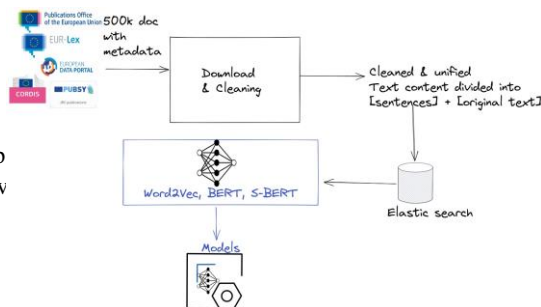 Publications Office
of the European Union
EUR-Lex
EUROPEAN
DATA PORTAL
CORDIS
PUBSY
500k doc
with
metadata
Download
& Cleaning
Cleaned & unified
Text content divided into
[sentences] + [original text]
Word2Vec, BERT, S-BERT
Elastic search
Models